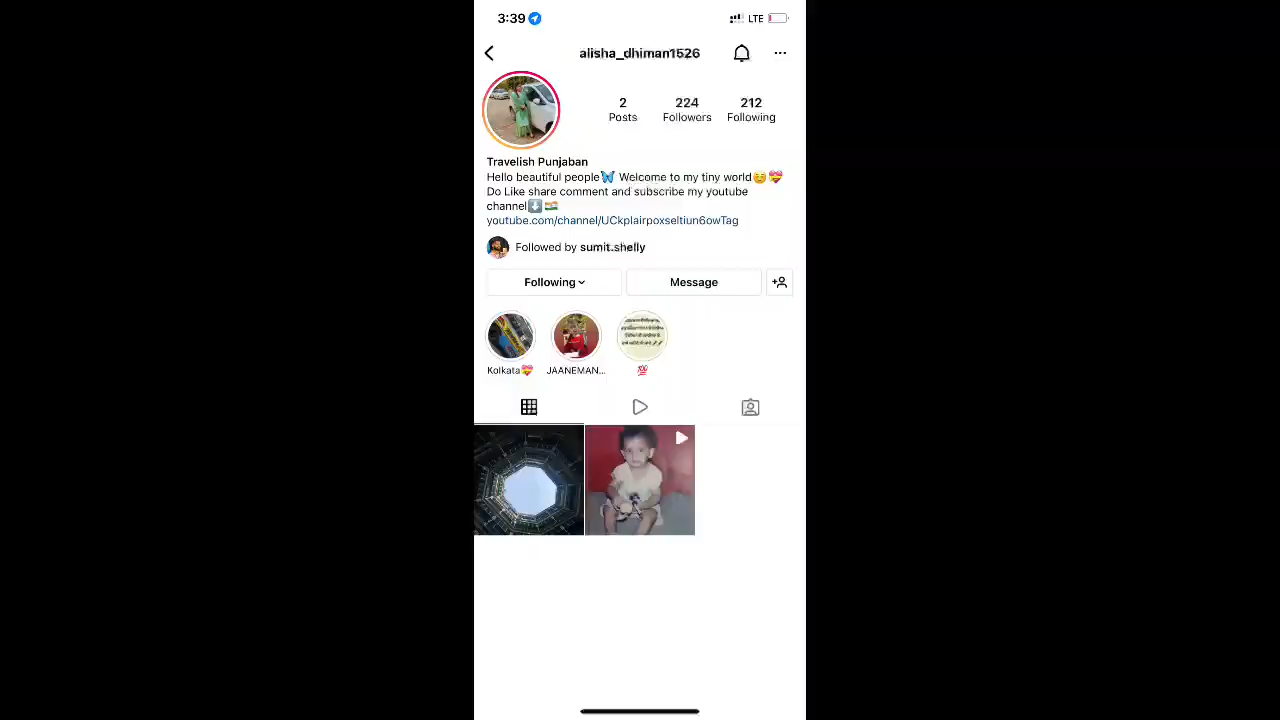 3:39 LTE
alisha_dhiman1526
2 224 212
Posts Followers Following
Travelish Punjaban
Hello beautiful people🦋 Welcome to my tiny world☺️💝
Do Like share comment and subscribe my youtube
channel⬇️🇮🇳
youtube.com/channel/UCkplairpoxseltiun6owTag
Followed by sumit.shelly
Following Message
Kolkata💝 JAANEMAN... 💯